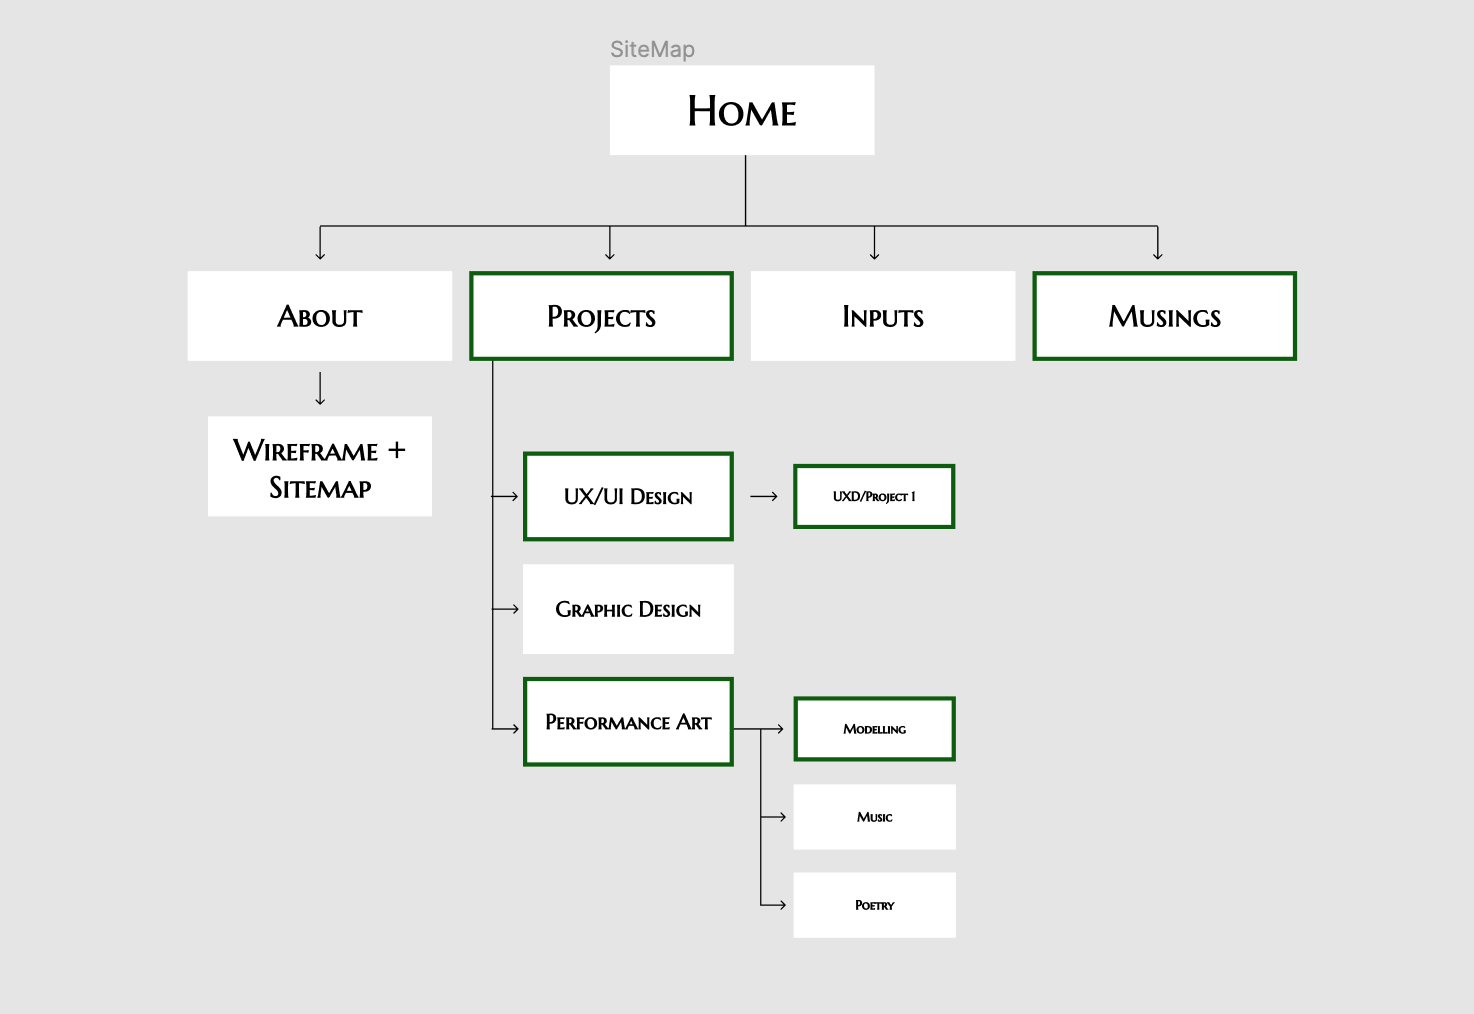 SiteMap
Home
About
Projects
Inputs
Musings
Wireframe +
Sitemap
UX/UI Design
UXD/Project 1
Graphic Design
Performance Art
Modelling
Music
Poetry